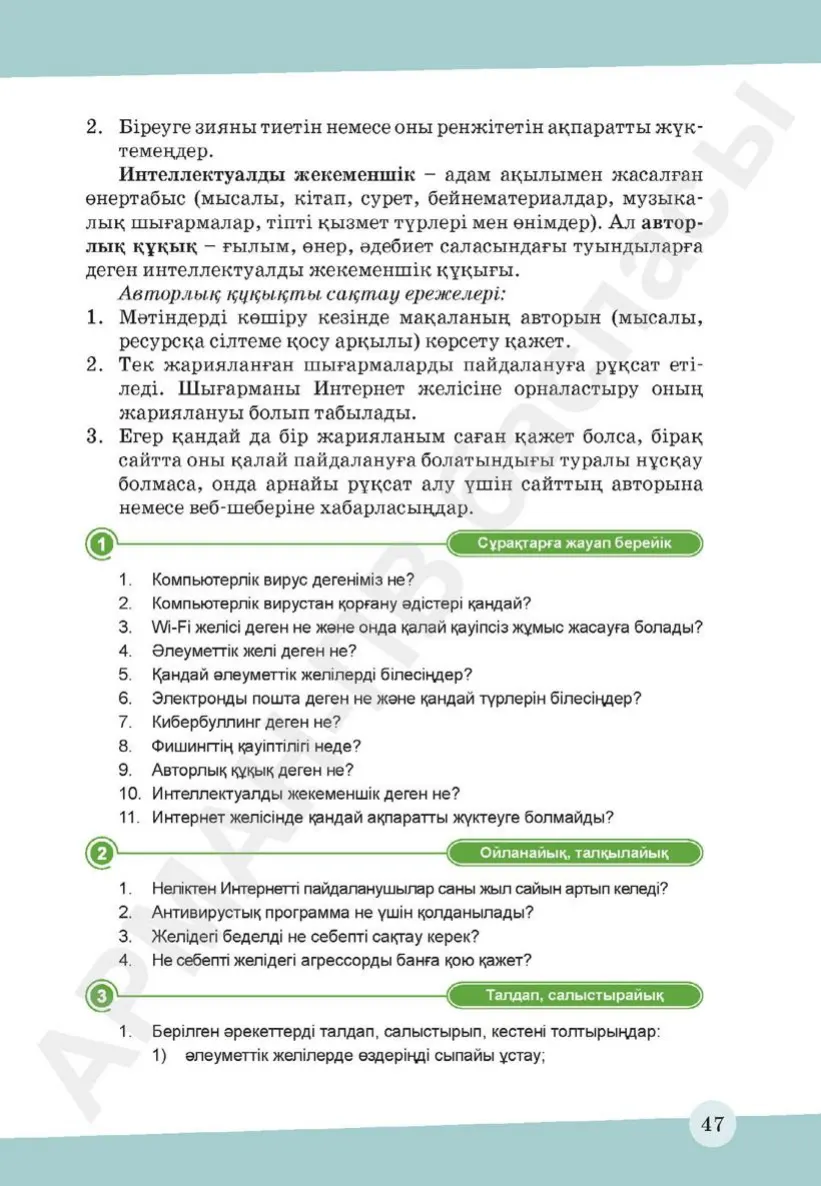 2. Біреуге зияны тиетін немесе оны ренжітетін ақпаратты жүк-
темеңдер.
Интеллектуалды жекеменшік – адам ақылымен жасалған
өнертабыс (мысалы, кітап, сурет, бейнематериалдар, музыка-
лық шығармалар, тіпті қызмет түрлері мен өнімдер). Ал автор-
лық құқық – ғылым, өнер, әдебиет саласындағы туындыларға
деген интеллектуалды жекеменшік құқығы.
Авторлық құқықты сақтау ережелері:
1. Мәтіндерді көшіру кезінде мақаланың авторын (мысалы,
ресурсқа сілтеме қосу арқылы) көрсету қажет.
2. Тек жарияланған шығармаларды пайдалануға рұқсат еті-
леді. Шығарманы Интернет желісіне орналастыру оның
жариялануы болып табылады.
3. Егер қандай да бір жарияланым саған қажет болса, бірақ
сайтта оны қалай пайдалануға болатындығы туралы нұсқау
болмаса, онда арнайы рұқсат алу үшін сайттың авторына
немесе веб-шеберіне хабарласыңдар.
1 Сұрақтарға жауап берейік
1. Компьютерлік вирус дегеніміз не?
2. Компьютерлік вирустан қорғану әдістері қандай?
3. Wi-Fi желісі деген не және онда қалай қауіпсіз жұмыс жасауға болады?
4. Әлеуметтік желі деген не?
5. Қандай әлеуметтік желілерді білесіңдер?
6. Электронды пошта деген не және қандай түрлерін білесіңдер?
7. Кибербуллинг деген не?
8. Фишингтің қауіптілігі неде?
9. Авторлық құқық деген не?
10. Интеллектуалды жекеменшік деген не?
11. Интернет желісінде қандай ақпаратты жүктеуге болмайды?
2 Ойланайық, талқылайық
1. Неліктен Интернетті пайдаланушылар саны жыл сайын артып келеді?
2. Антивирустық программа не үшін қолданылады?
3. Желідегі беделді не себепті сақтау керек?
4. Не себепті желідегі агрессорды банға қою қажет?
3 Талдап, салыстырайық
1. Берілген әрекеттерді талдап, салыстырып, кестені толтырыңдар:
1) әлеуметтік желілерде өздеріңді сыпайы ұстау;
47
АРМАН-ПВ баспасы